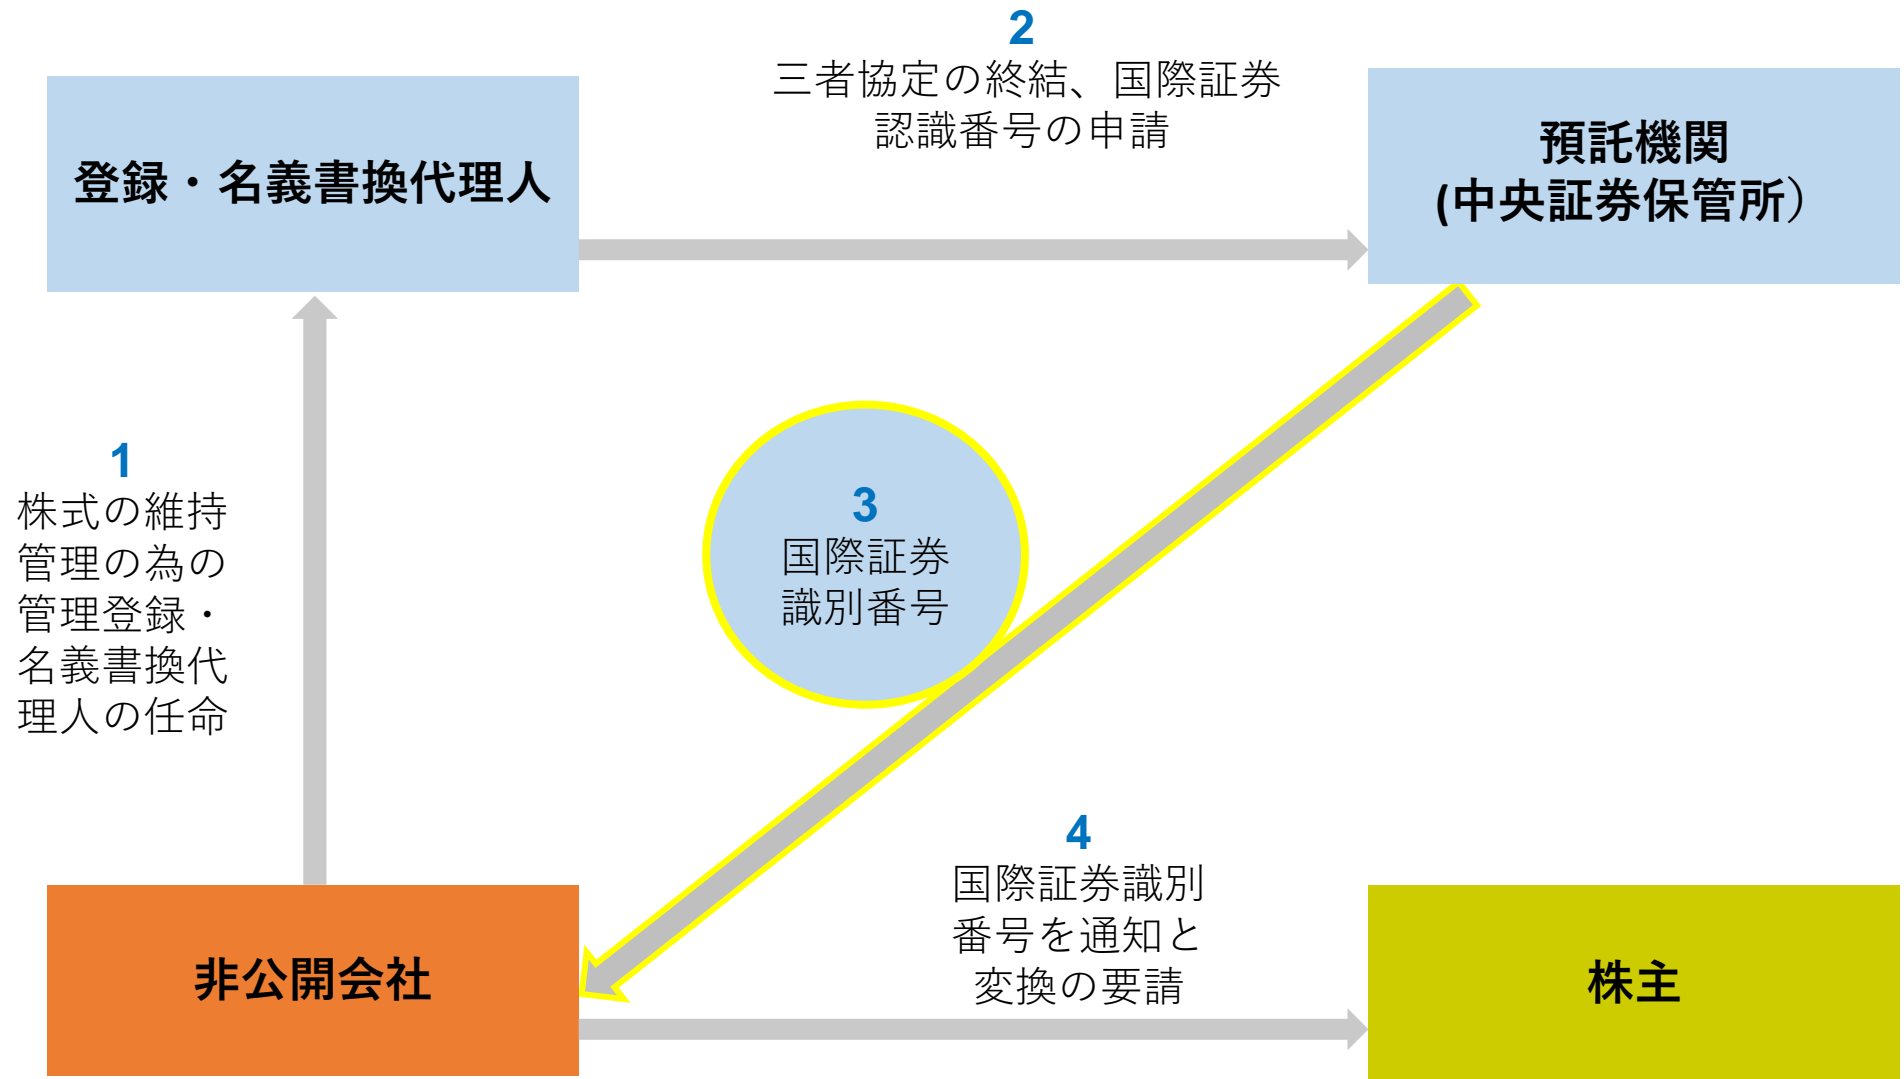 2
三者協定の終結、国際証券
認識番号の申請
登録・名義書換代理人
預託機関
(中央証券保管所）
1
株式の維持
管理の為の
管理登録・
名義書換代
理人の任命
3
国際証券
識別番号
4
国際証券識別
番号を通知と
変換の要請
非公開会社
株主